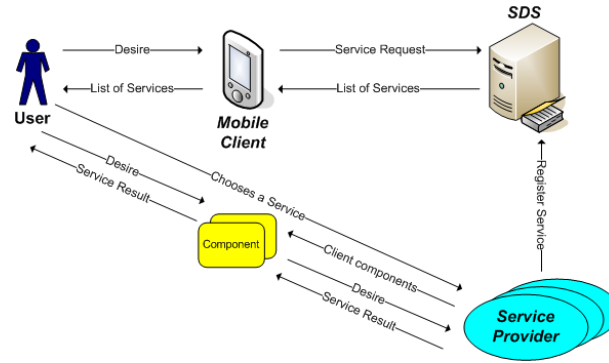 SDS
Desire
Service Request
List of Services
List of Services
User
Mobile
Client
Desire
Service Result
Chooses a Service
Register Service
Component
Client components
Desire
Service Result
Service
Provider